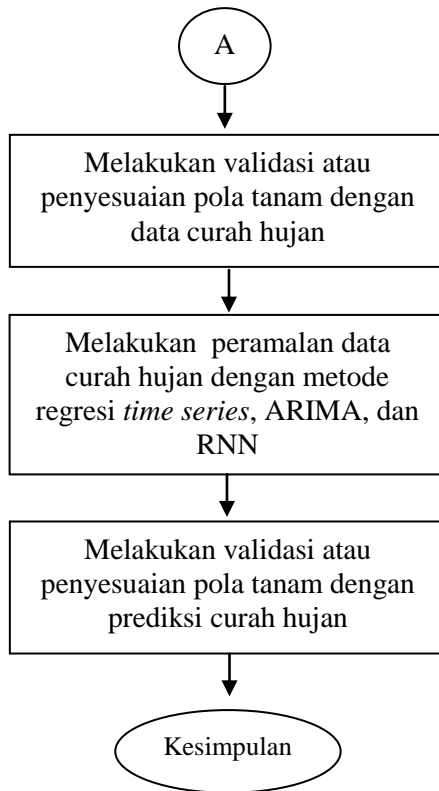 A
Melakukan validasi atau
penyesuaian pola tanam dengan
data curah hujan
Melakukan peramalan data
curah hujan dengan metode
regresi time series, ARIMA, dan
RNN
Melakukan validasi atau
penyesuaian pola tanam dengan
prediksi curah hujan
Kesimpulan